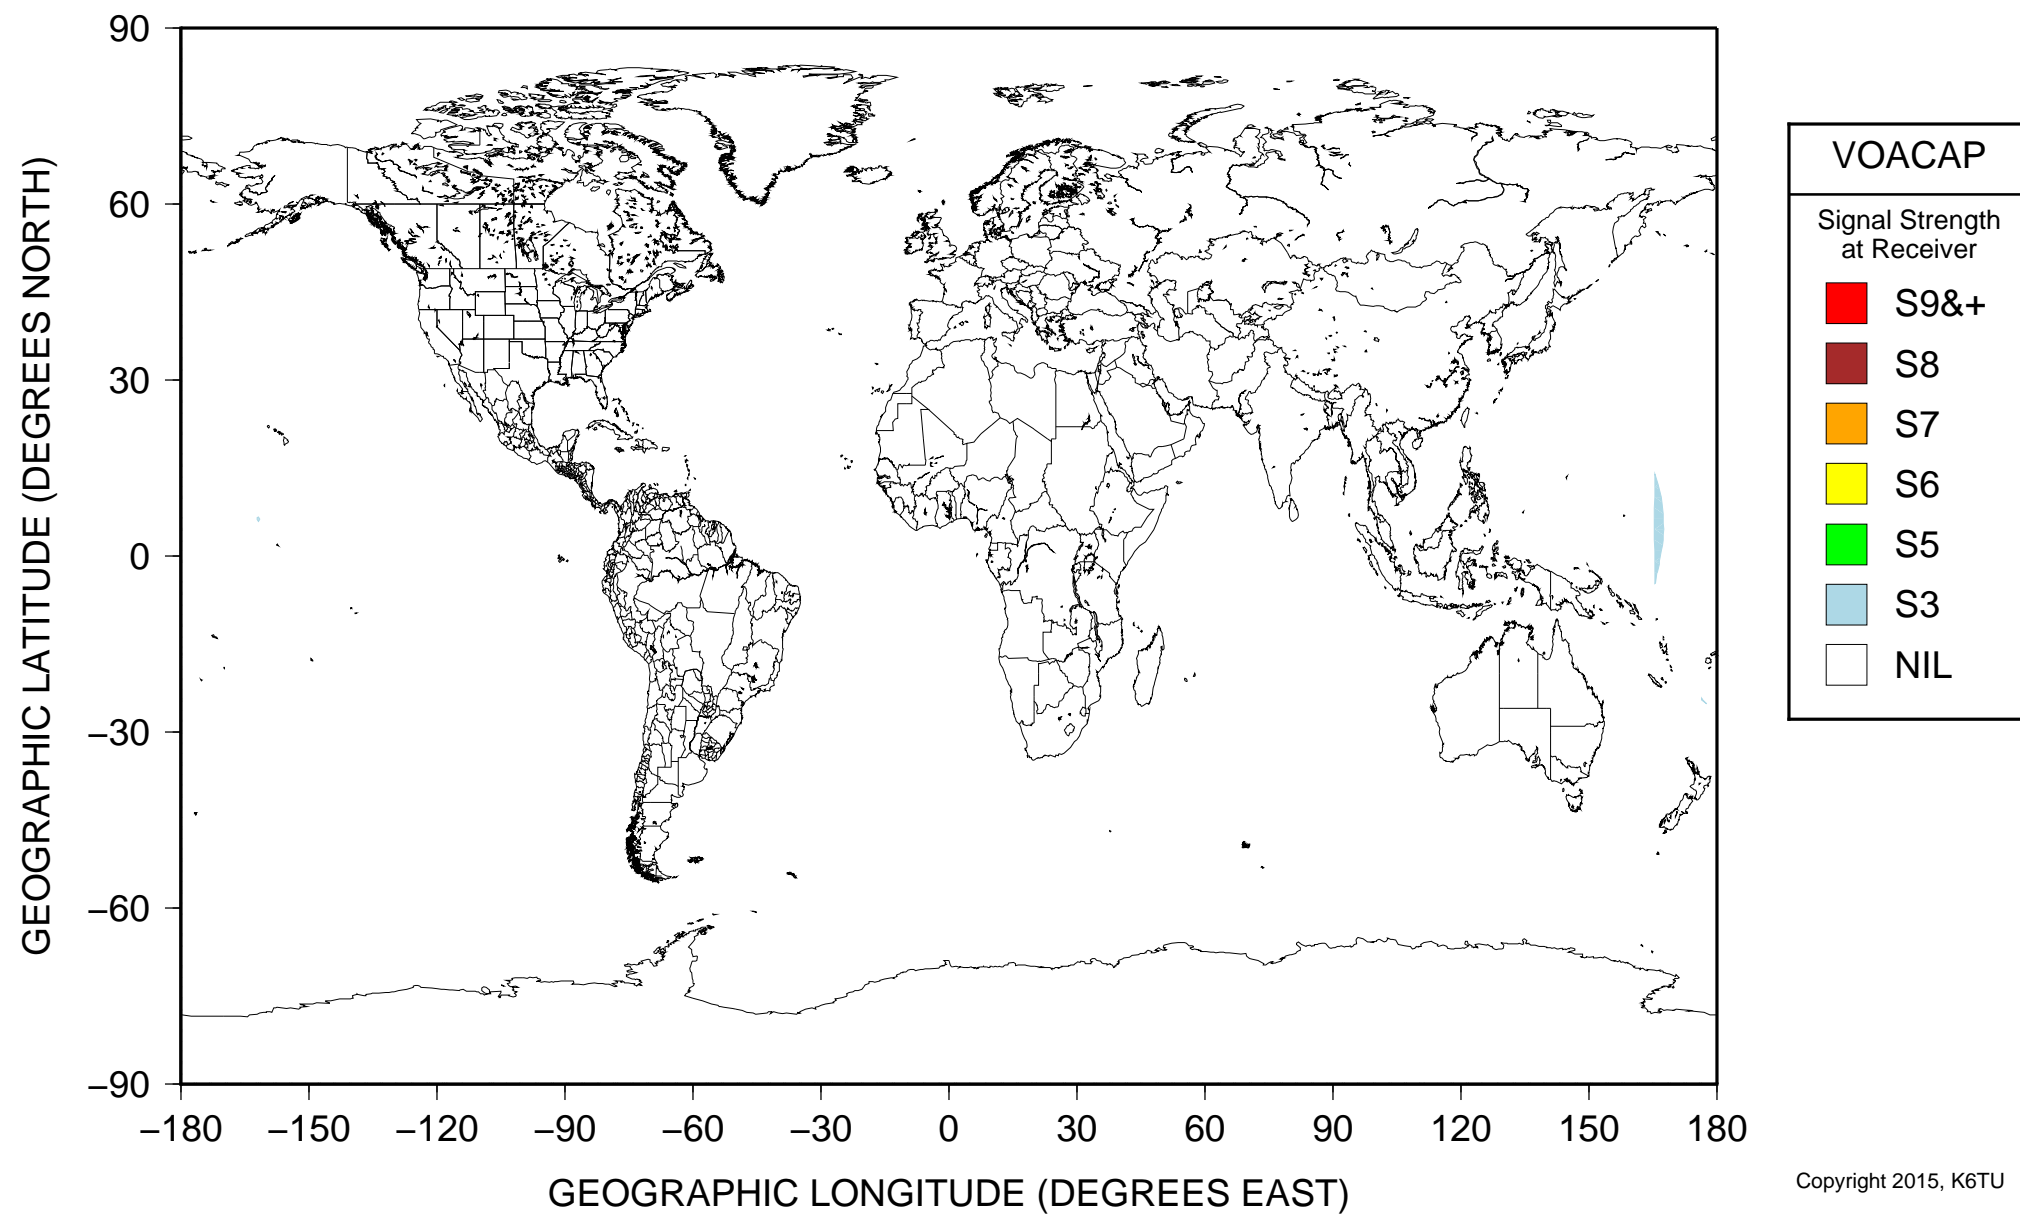 90
60
30
0
−30
−60
−90
GEOGRAPHIC LATITUDE (DEGREES NORTH)
−180 −150 −120 −90 −60 −30 0 30 60 90 120 150 180
GEOGRAPHIC LONGITUDE (DEGREES EAST)
VOACAP
Signal Strength
at Receiver
S9&+
S8
S7
S6
S5
S3
NIL
Copyright 2015, K6TU